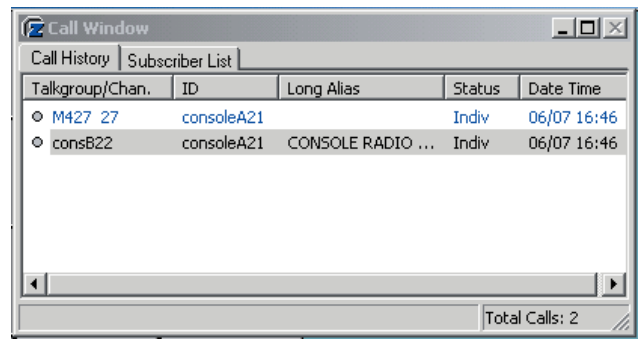 Call Window
Call History Subscriber List
Talkgroup/Chan. ID Long Alias Status Date Time
M427 27 consoleA21 Indiv 06/07 16:46
consB22 consoleA21 CONSOLE RADIO ... Indiv 06/07 16:46
Total Calls: 2